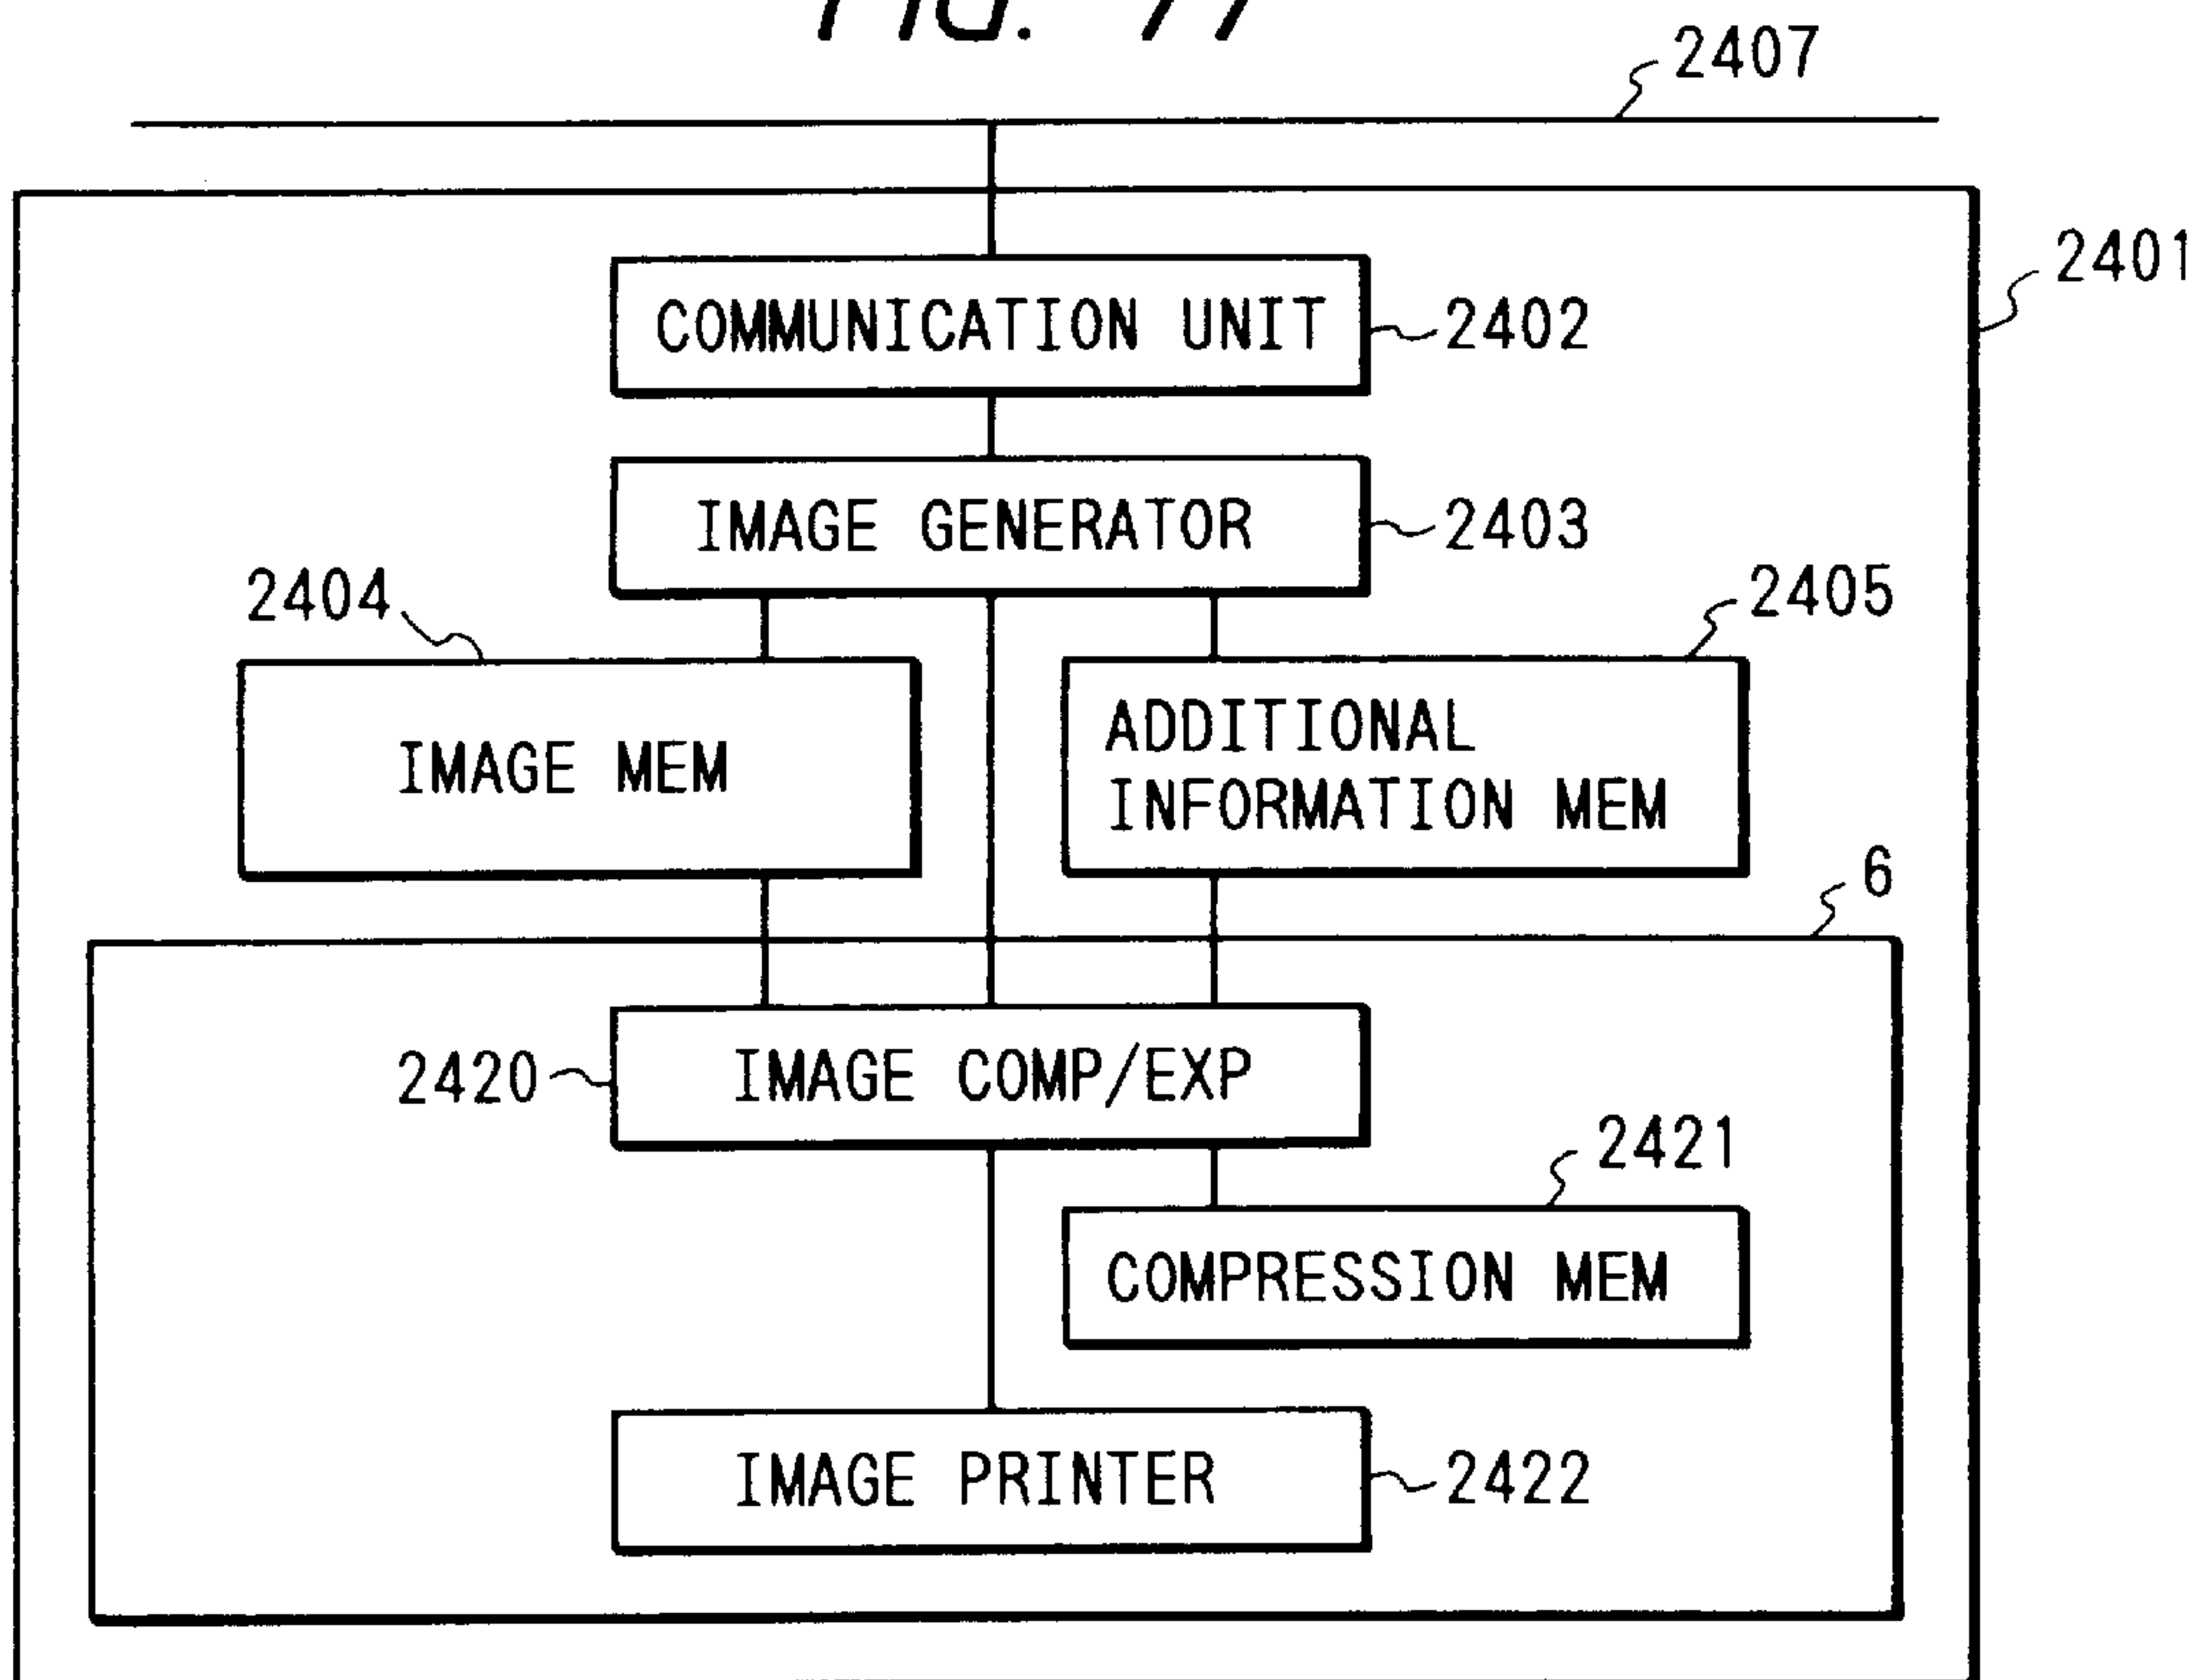 FIG.
2407
2401
COMMUNICATION UNIT
2402
IMAGE GENERATOR
2403
2404
2405
IMAGE MEM
ADDITIONAL
INFORMATION MEM
6
2420
IMAGE COMP/EXP
2421
COMPRESSION MEM
IMAGE PRINTER
2422